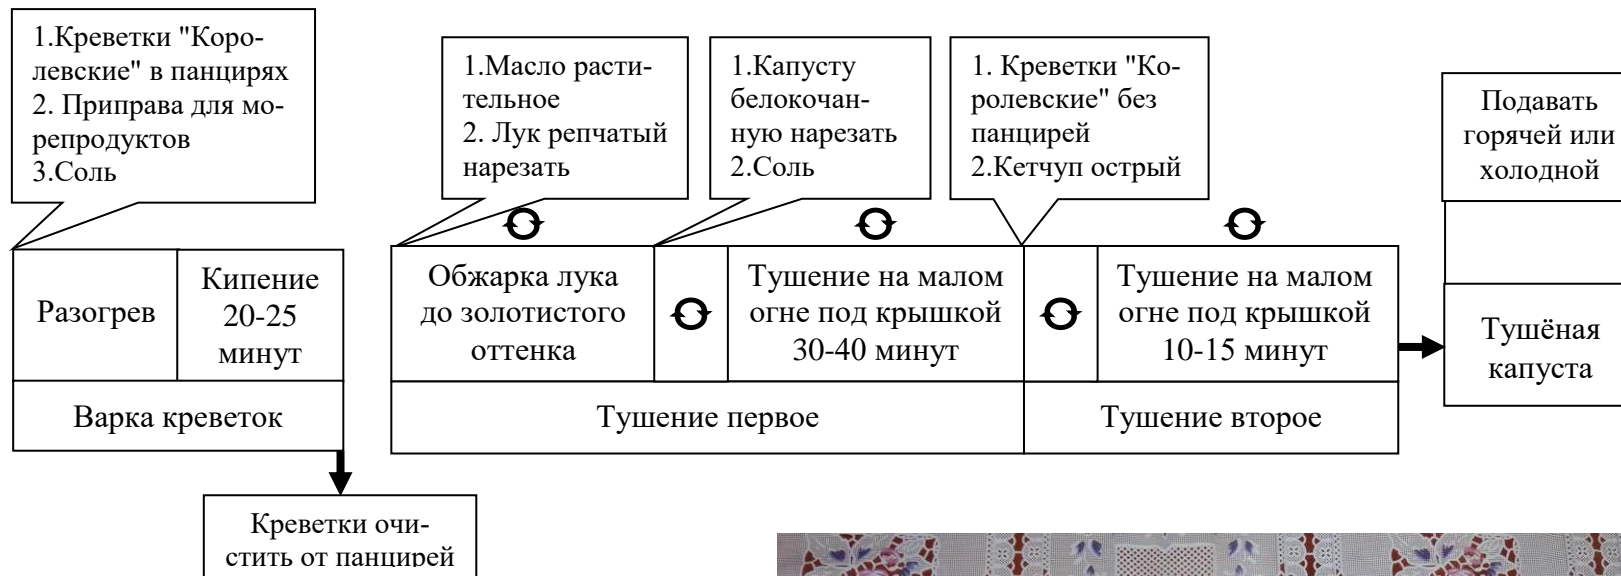 1.Креветки "Коро-
левские" в панцирях
2. Приправа для мо-
репродуктов
3.Соль
1.Масло расти-
тельное
2. Лук репчатый
нарезать
1.Капусту
белокочан-
ную нарезать
2.Соль
1. Креветки "Ко-
ролевские" без
панцирей
2.Кетчуп острый
Подавать
горячей или
холодной
Разогрев
Кипение
20-25
минут
Варка креветок
Обжарка лука
до золотистого
оттенка
Тушение на малом
огне под крышкой
30-40 минут
Тушение первое
Тушение на малом
огне под крышкой
10-15 минут
Тушение второе
Тушёная
капуста
Креветки очи-
стить от панцирей